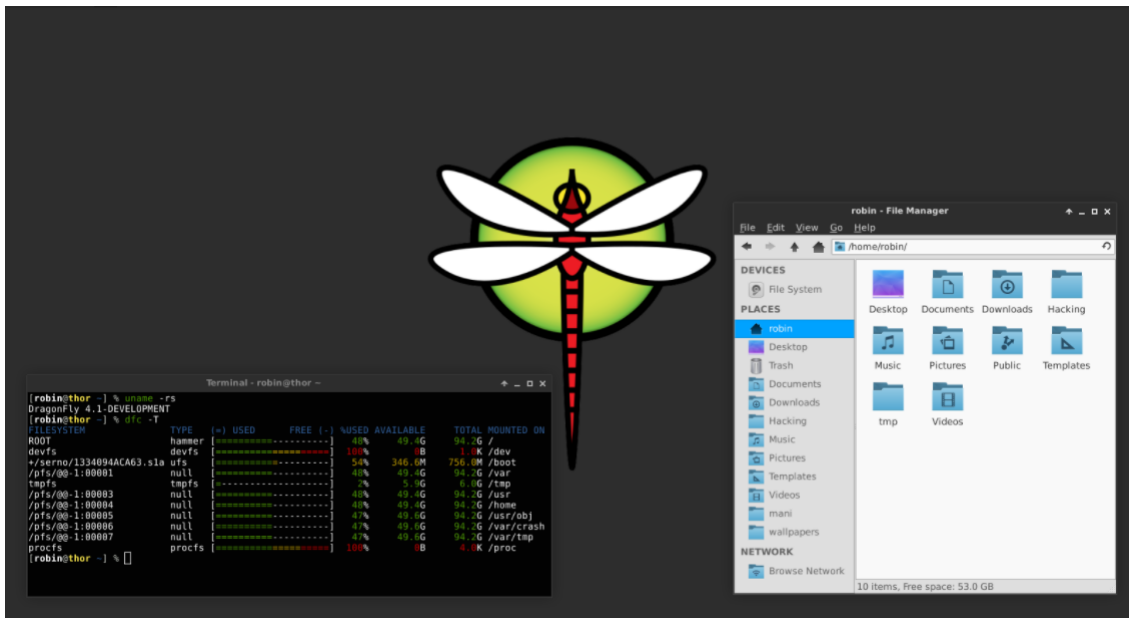 Terminal - robin@thor ~
[robin@thor ~] % uname -rs
DragonFly 4.1-DEVELOPMENT
[robin@thor ~] % dfc -T
FILESYSTEM TYPE (=) USED FREE (-) %USED AVAILABLE TOTAL MOUNTED ON
ROOT hammer [==========----------] 48% 49.4G 94.2G /
devfs devfs [====================] 100% 0B 1.0K /dev
+/serno/1334094ACA63.s1a ufs [===========---------] 54% 346.6M 756.0M /boot
/pfs/@@-1:00001 null [==========----------] 48% 49.4G 94.2G /var
tmpfs tmpfs [=-------------------] 2% 5.9G 6.0G /tmp
/pfs/@@-1:00003 null [==========----------] 48% 49.4G 94.2G /usr
/pfs/@@-1:00004 null [==========----------] 48% 49.4G 94.2G /home
/pfs/@@-1:00005 null [==========----------] 47% 49.6G 94.2G /usr/obj
/pfs/@@-1:00006 null [==========----------] 47% 49.6G 94.2G /var/crash
/pfs/@@-1:00007 null [==========----------] 47% 49.6G 94.2G /var/tmp
procfs procfs [====================] 100% 0B 4.0K /proc
[robin@thor ~] %
robin - File Manager
File Edit View Go Help
/home/robin/
DEVICES
File System
PLACES
robin
Desktop
Trash
Documents
Downloads
Hacking
Music
Pictures
Templates
Videos
mani
wallpapers
NETWORK
Browse Network
Desktop Documents Downloads Hacking
Music Pictures Public Templates
tmp Videos
10 items, Free space: 53.0 GB